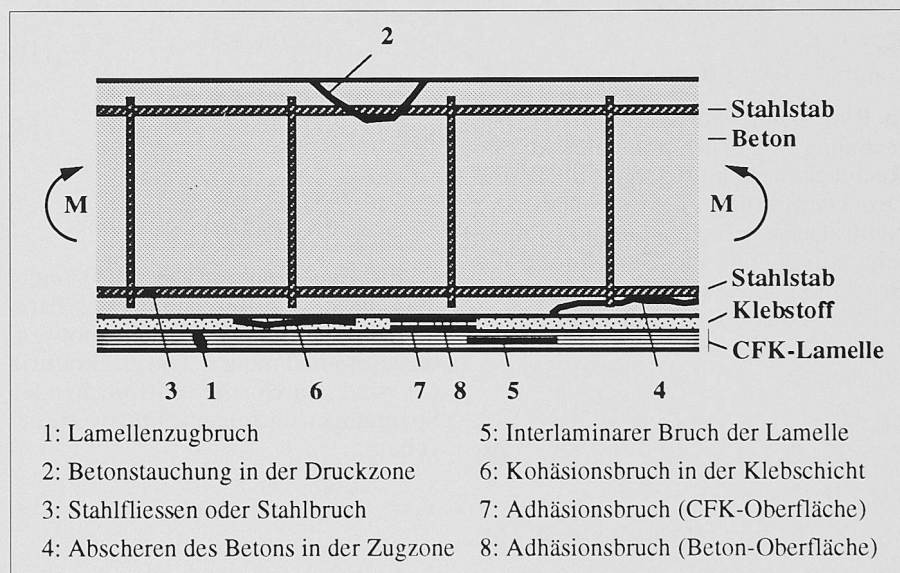 2
Stahlstab
Beton
M
M
Stahlstab
Klebstoff
CFK-Lamelle
3 1 6 7 8 5 4
1: Lamellenzugbruch
2: Betonstauchung in der Druckzone
3: Stahlfliessen oder Stahlbruch
4: Abscheren des Betons in der Zugzone
5: Interlaminarer Bruch der Lamelle
6: Kohäsionsbruch in der Klebschicht
7: Adhäsionsbruch (CFK-Oberfläche)
8: Adhäsionsbruch (Beton-Oberfläche)